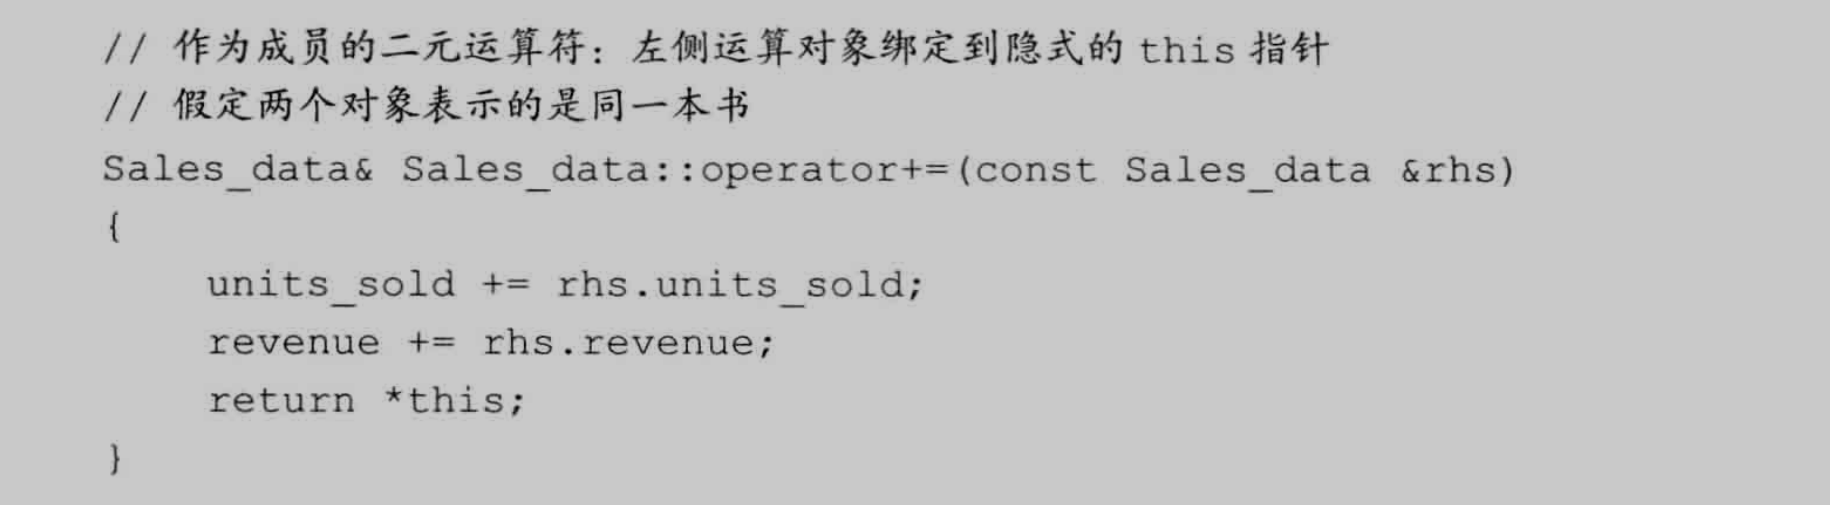 // 作为成员的二元运算符：左侧运算对象绑定到隐式的 this 指针
// 假定两个对象表示的是同一本书
Sales_data& Sales_data::operator+=(const Sales_data &rhs)
{
    units_sold += rhs.units_sold;
    revenue += rhs.revenue;
    return *this;
}